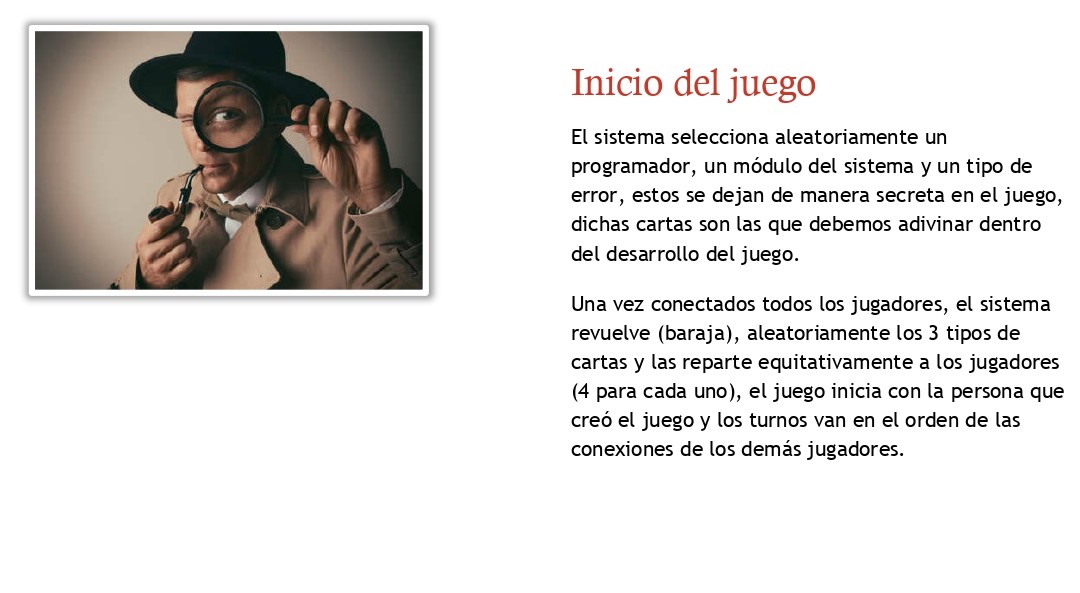 Inicio del juego
El sistema selecciona aleatoriamente un
programador, un módulo del sistema y un tipo de
error, estos se dejan de manera secreta en el juego,
dichas cartas son las que debemos adivinar dentro
del desarrollo del juego.
Una vez conectados todos los jugadores, el sistema
revuelve (baraja), aleatoriamente los 3 tipos de
cartas y las reparte equitativamente a los jugadores
(4 para cada uno), el juego inicia con la persona que
creó el juego y los turnos van en el orden de las
conexiones de los demás jugadores.